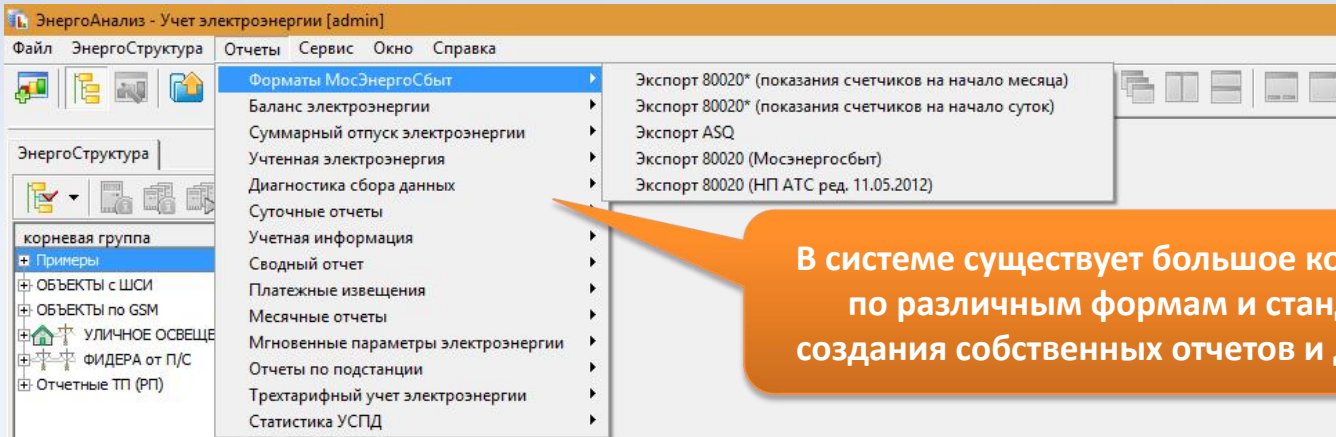 ЭнергоАнализ - Учет электроэнергии [admin]
Файл ЭнергоСтруктура Отчеты Сервис Окно Справка
Форматы МосЭнергоСбыт
Баланс электроэнергии
Суммарный отпуск электроэнергии
Учтенная электроэнергия
Диагностика сбора данных
Суточные отчеты
Учетная информация
Сводный отчет
Платежные извещения
Месячные отчеты
Мгновенные параметры электроэнергии
Отчеты по подстанции
Трехтарифный учет электроэнергии
Статистика УСПД
Экспорт 80020* (показания счетчиков на начало месяца)
Экспорт 80020* (показания счетчиков на начало суток)
Экспорт ASQ
Экспорт 80020 (Мосэнергосбыт)
Экспорт 80020 (НП АТС ред. 11.05.2012)
ЭнергоСтруктура
корневая группа
Примеры
ОБЪЕКТЫ с ШСИ
ОБЪЕКТЫ по GSM
УЛИЧНОЕ ОСВЕЩЕ
ФИДЕРА от П/С
Отчетные ТП (РП)
В системе существует большое ко
по различным формам и станд
создания собственных отчетов и